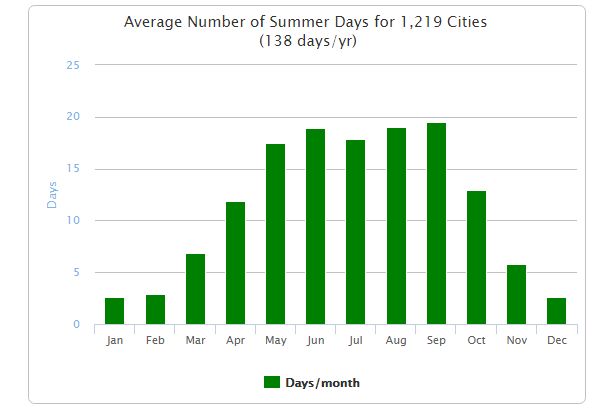 Average Number of Summer Days for 1,219 Cities
(138 days/yr)
25
20
15
10
5
0
Days
Jan Feb Mar Apr May Jun Jul Aug Sep Oct Nov Dec
Days/month